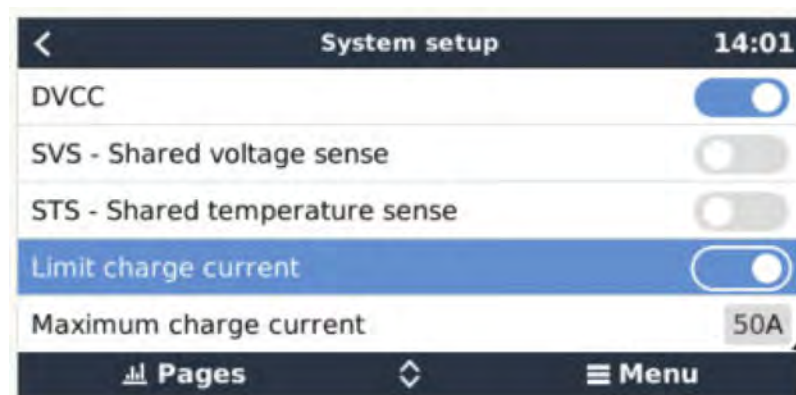 System setup 14:01
DVCC
SVS - Shared voltage sense
STS - Shared temperature sense
Limit charge current
Maximum charge current 50A
Pages Menu